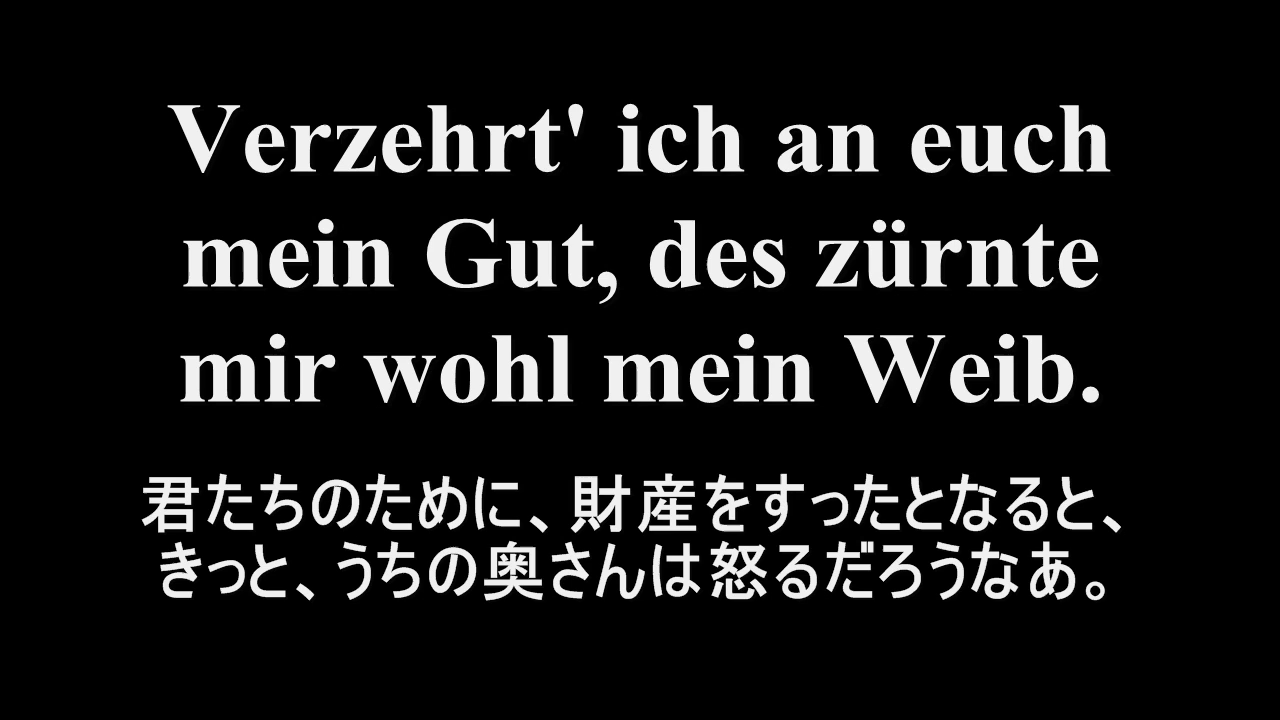 Verzehrt' ich an euch
mein Gut, des zürnte
mir wohl mein Weib.
君たちのために、財産をすったとなると、
きっと、うちの奥さんは怒るだろうなあ。